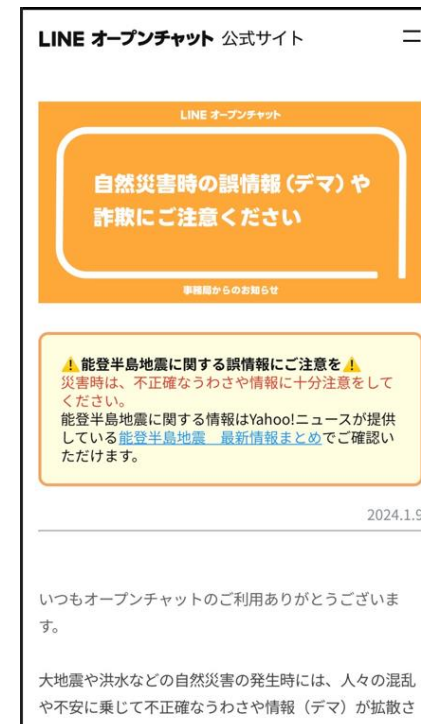 LINE オープンチャット 公式サイト
LINE オープンチャット
自然災害時の誤情報(デマ)や
詐欺にご注意ください
事務局からのお知らせ
⚠️能登半島地震に関する誤情報にご注意を⚠️
災害時は、不正確なうわさや情報に十分注意をして
ください。
能登半島地震に関する情報はYahoo!ニュースが提供
している能登半島地震　最新情報まとめでご確認い
ただけます。
2024.1.9
いつもオープンチャットのご利用ありがとうございま
す。
大地震や洪水などの自然災害の発生時には、人々の混乱
や不安に乗じて不正確なうわさや情報（デマ）が拡散さ